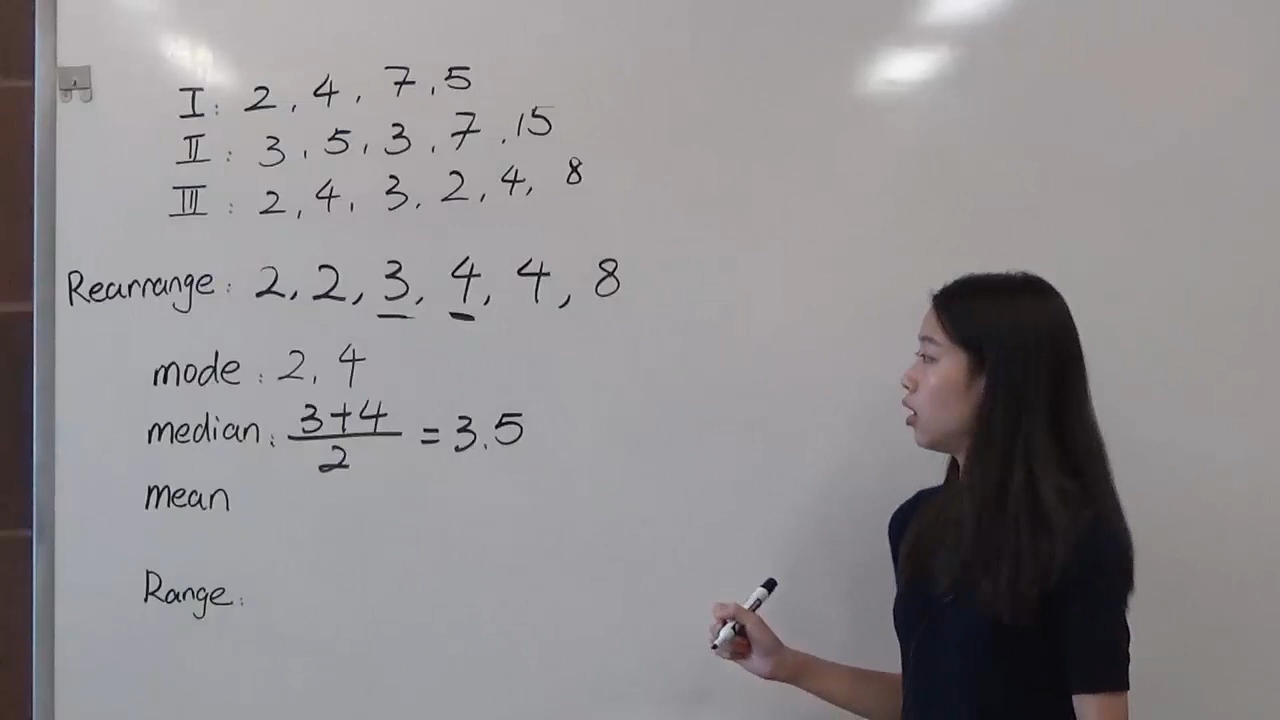 I: 2, 4, 7, 5
II: 3, 5, 3, 7, 15
III: 2, 4, 3, 2, 4, 8
Rearrange: 2, 2, 3, 4, 4, 8
mode: 2, 4
median: 3+4/2 = 3.5
mean
Range: